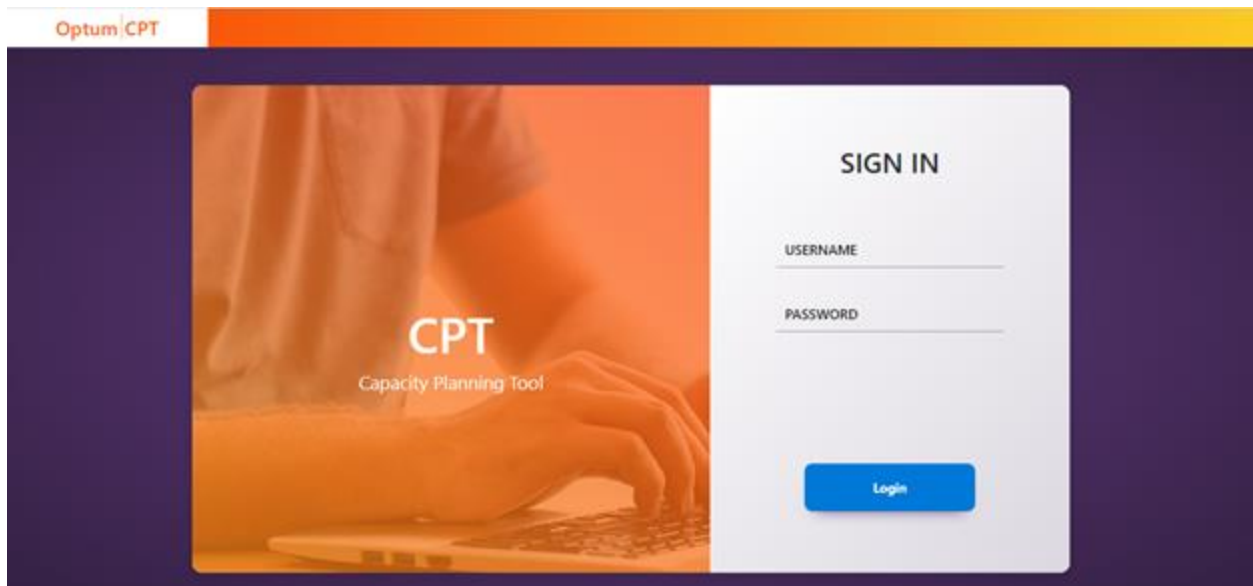 Optum|CPT
SIGN IN
USERNAME
PASSWORD
CPT
Capacity Planning Tool
Login